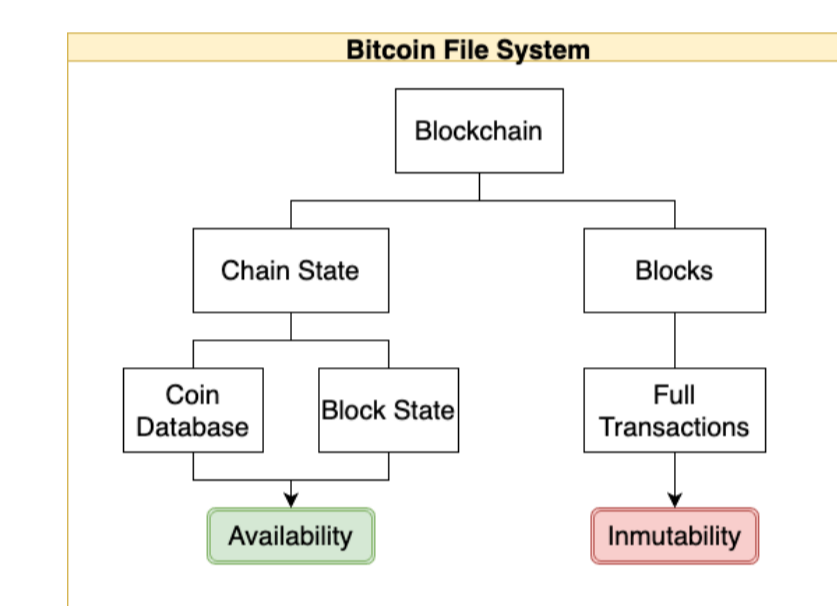 Bitcoin File System
Blockchain
Chain State
Blocks
Coin
Database
Block State
Full
Transactions
Availability
Inmutability